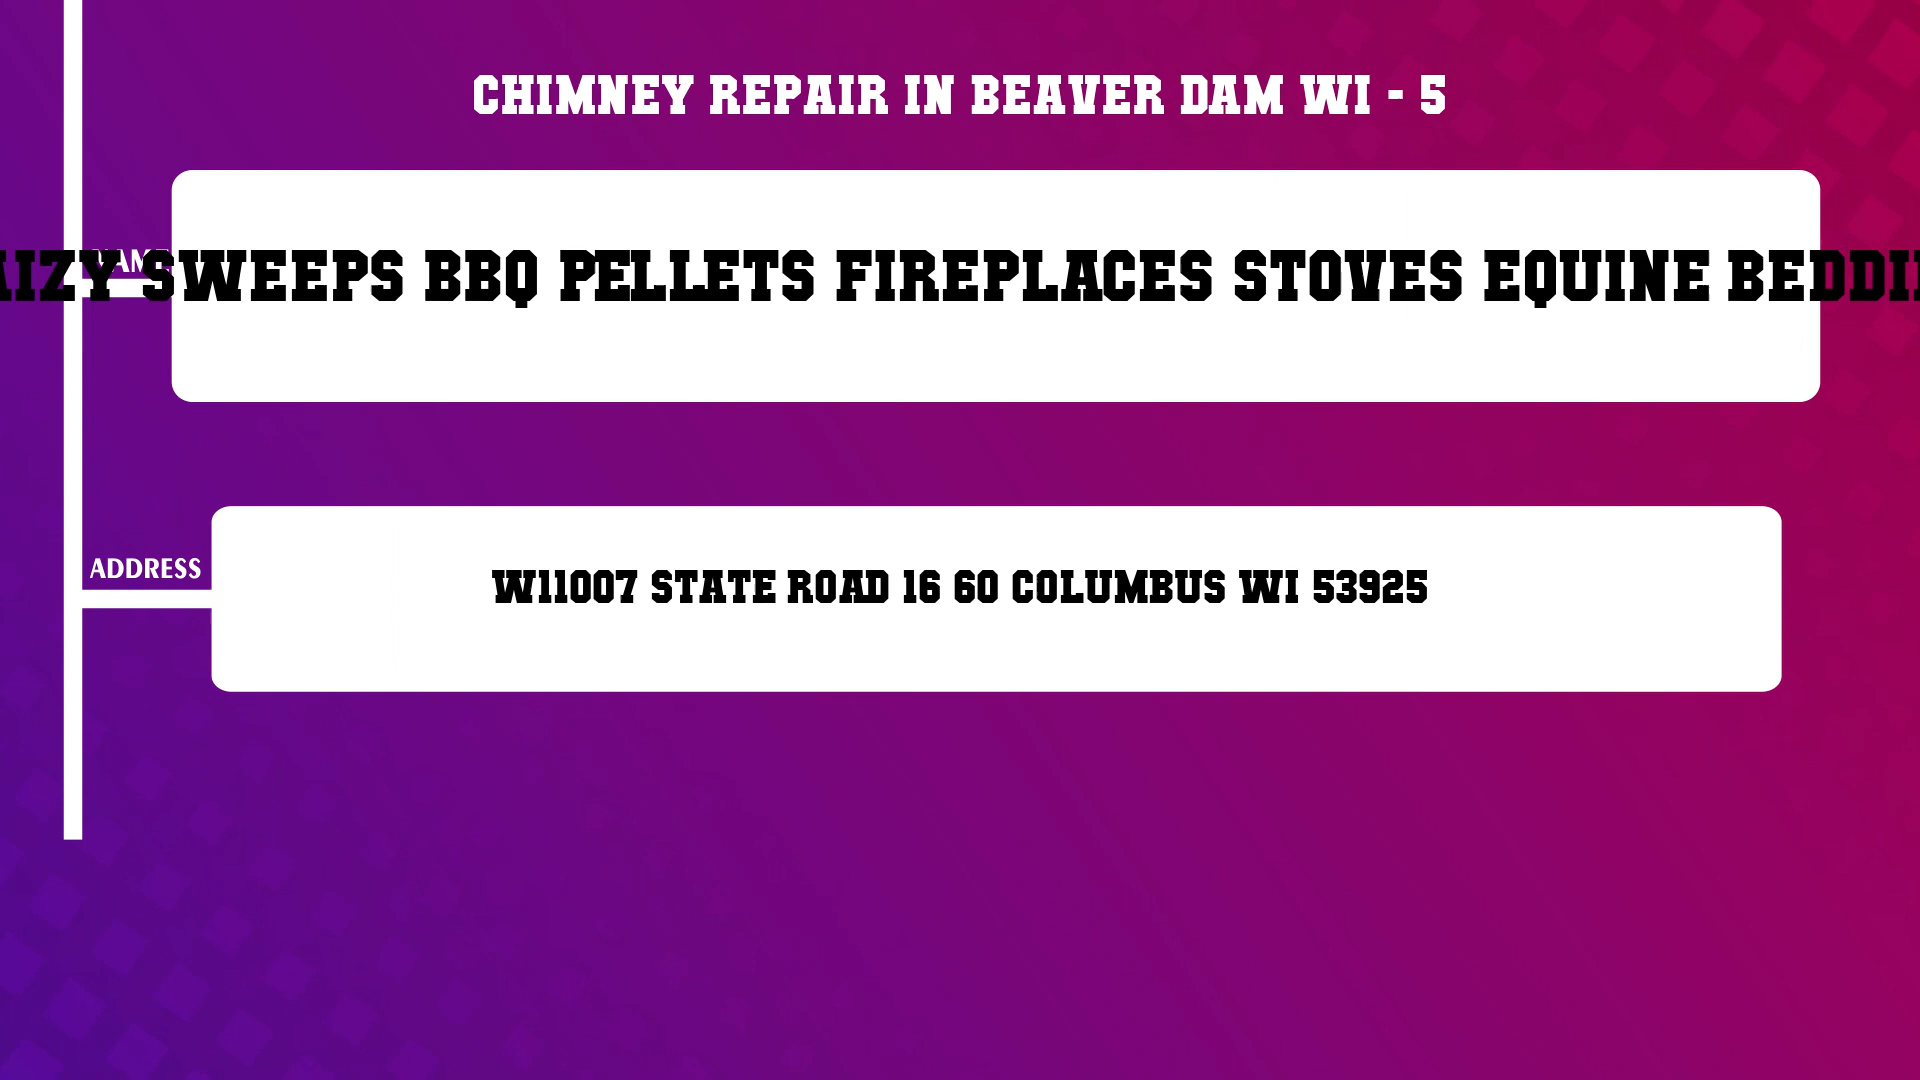 CHIMNEY REPAIR IN BEAVER DAM WI - 5
NAME
SWEEPS BBQ PELLETS FIREPLACES STOVES EQUINE
ADDRESS
W11007 STATE ROAD 16 60 COLUMBUS WI 53925